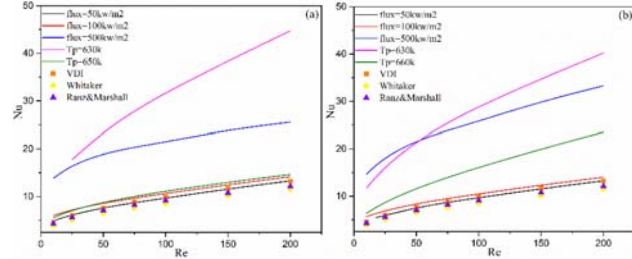 flux=50kw/m2
flux=100kw/m2
flux=500kw/m2
Tp=630k
Tp=650k
VDI
Whitaker
Ranz&Marshall
(a)
50
40
30
20
10
Nu
0
50
100
150
200
Re
flux=50kw/m2
flux=100kw/m2
flux=500kw/m2
Tp=630k
Tp=660k
VDI
Whitaker
Ranz&Marshall
(b)
50
40
30
20
10
Nu
0
50
100
150
200
Re